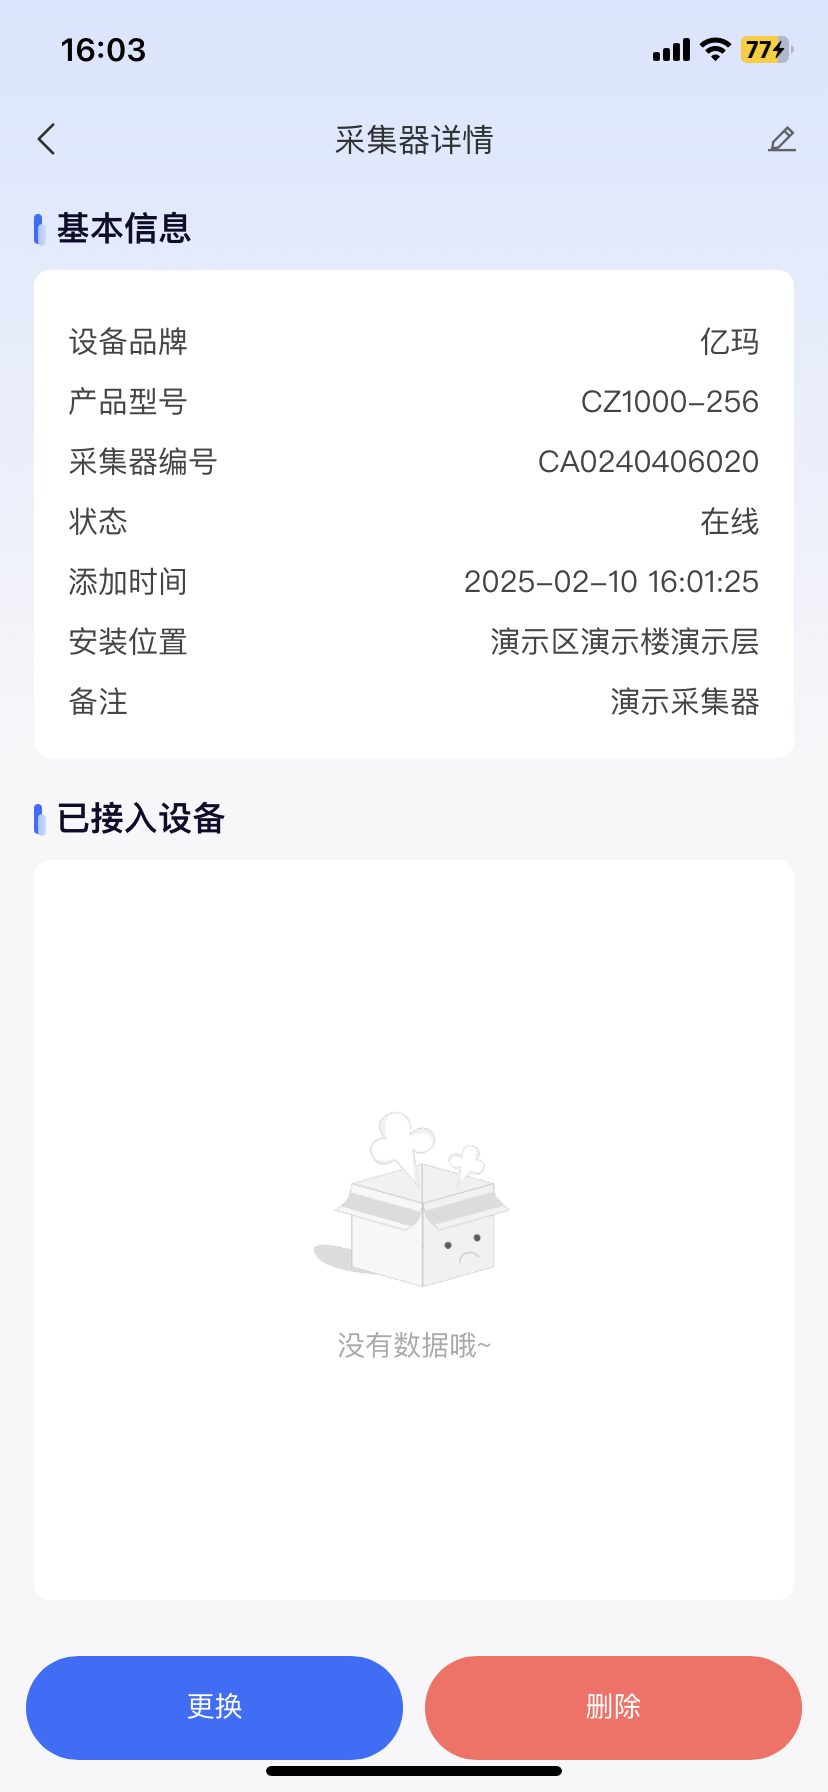 16:03
77
采集器详情
基本信息
设备品牌 亿玛
产品型号 CZ1000-256
采集器编号 CA0240406020
状态 在线
添加时间 2025-02-10 16:01:25
安装位置 演示区演示楼演示层
备注 演示采集器
已接入设备
没有数据哦~
更换 删除